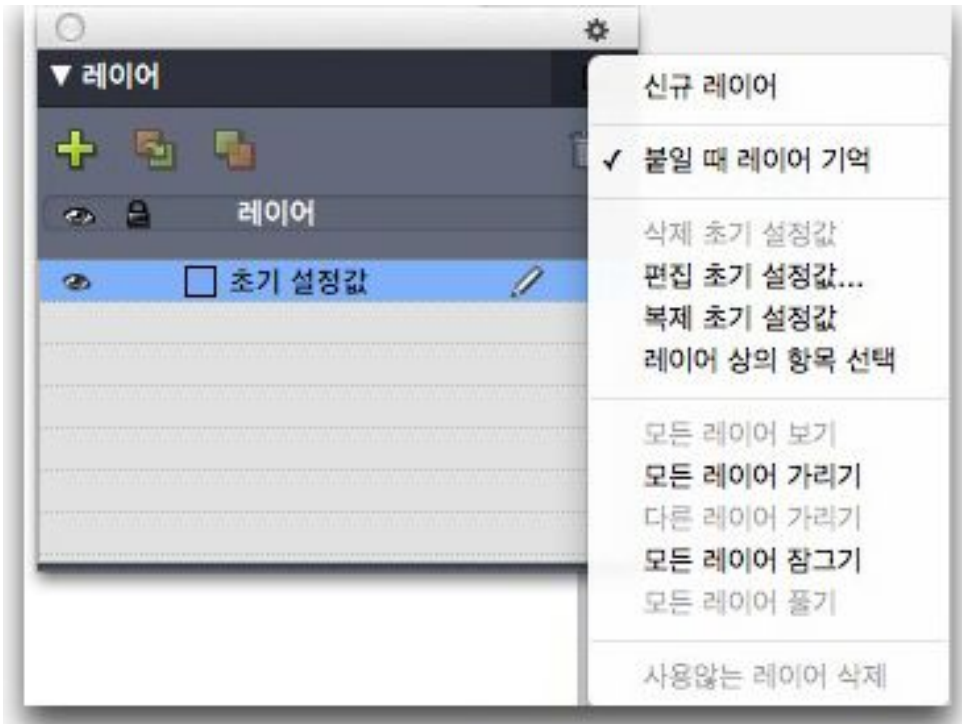 ▼ 레이어
레이어
초기 설정값
신규 레이어
✓ 붙일 때 레이어 기억
삭제 초기 설정값
편집 초기 설정값...
복제 초기 설정값
레이어 상의 항목 선택
모든 레이어 보기
모든 레이어 가리기
다른 레이어 가리기
모든 레이어 잠그기
모든 레이어 풀기
사용않는 레이어 삭제